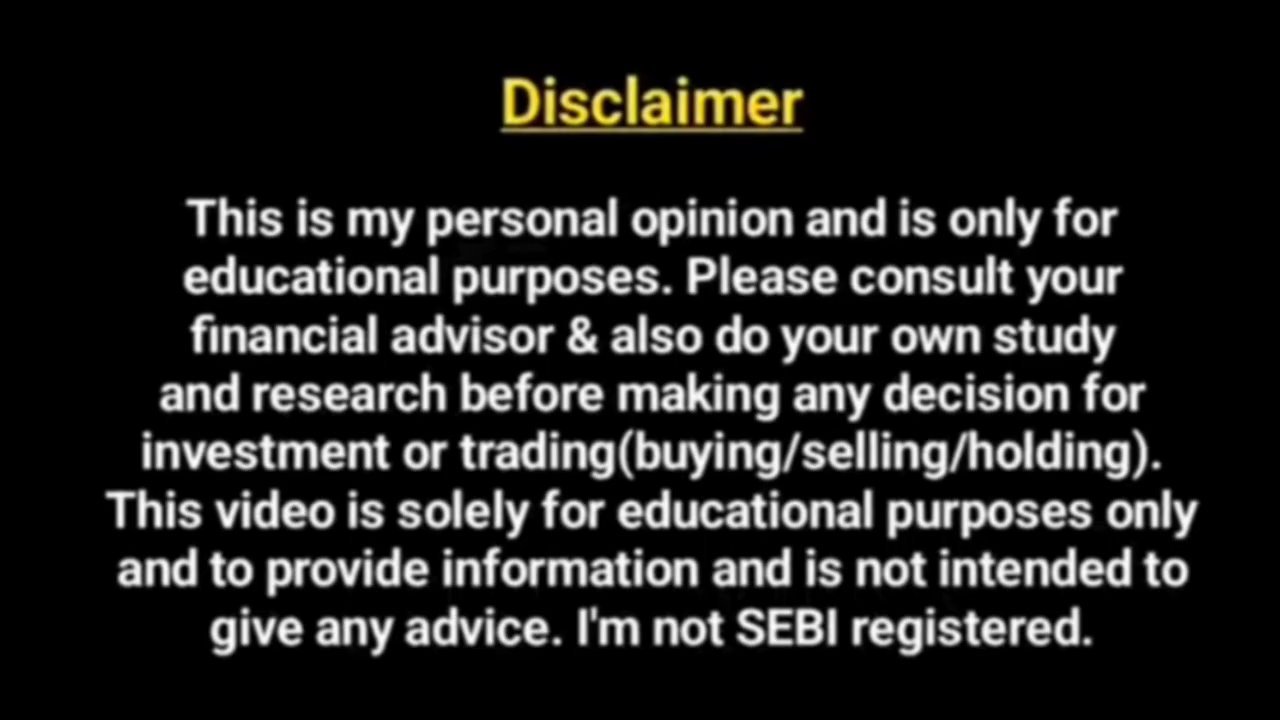 Disclaimer
This is my personal opinion and is only for
educational purposes. Please consult your
financial advisor & also do your own study
and research before making any decision for
investment or trading(buying/selling/holding).
This video is solely for educational purposes only
and to provide information and is not intended to
give any advice. I'm not SEBI registered.